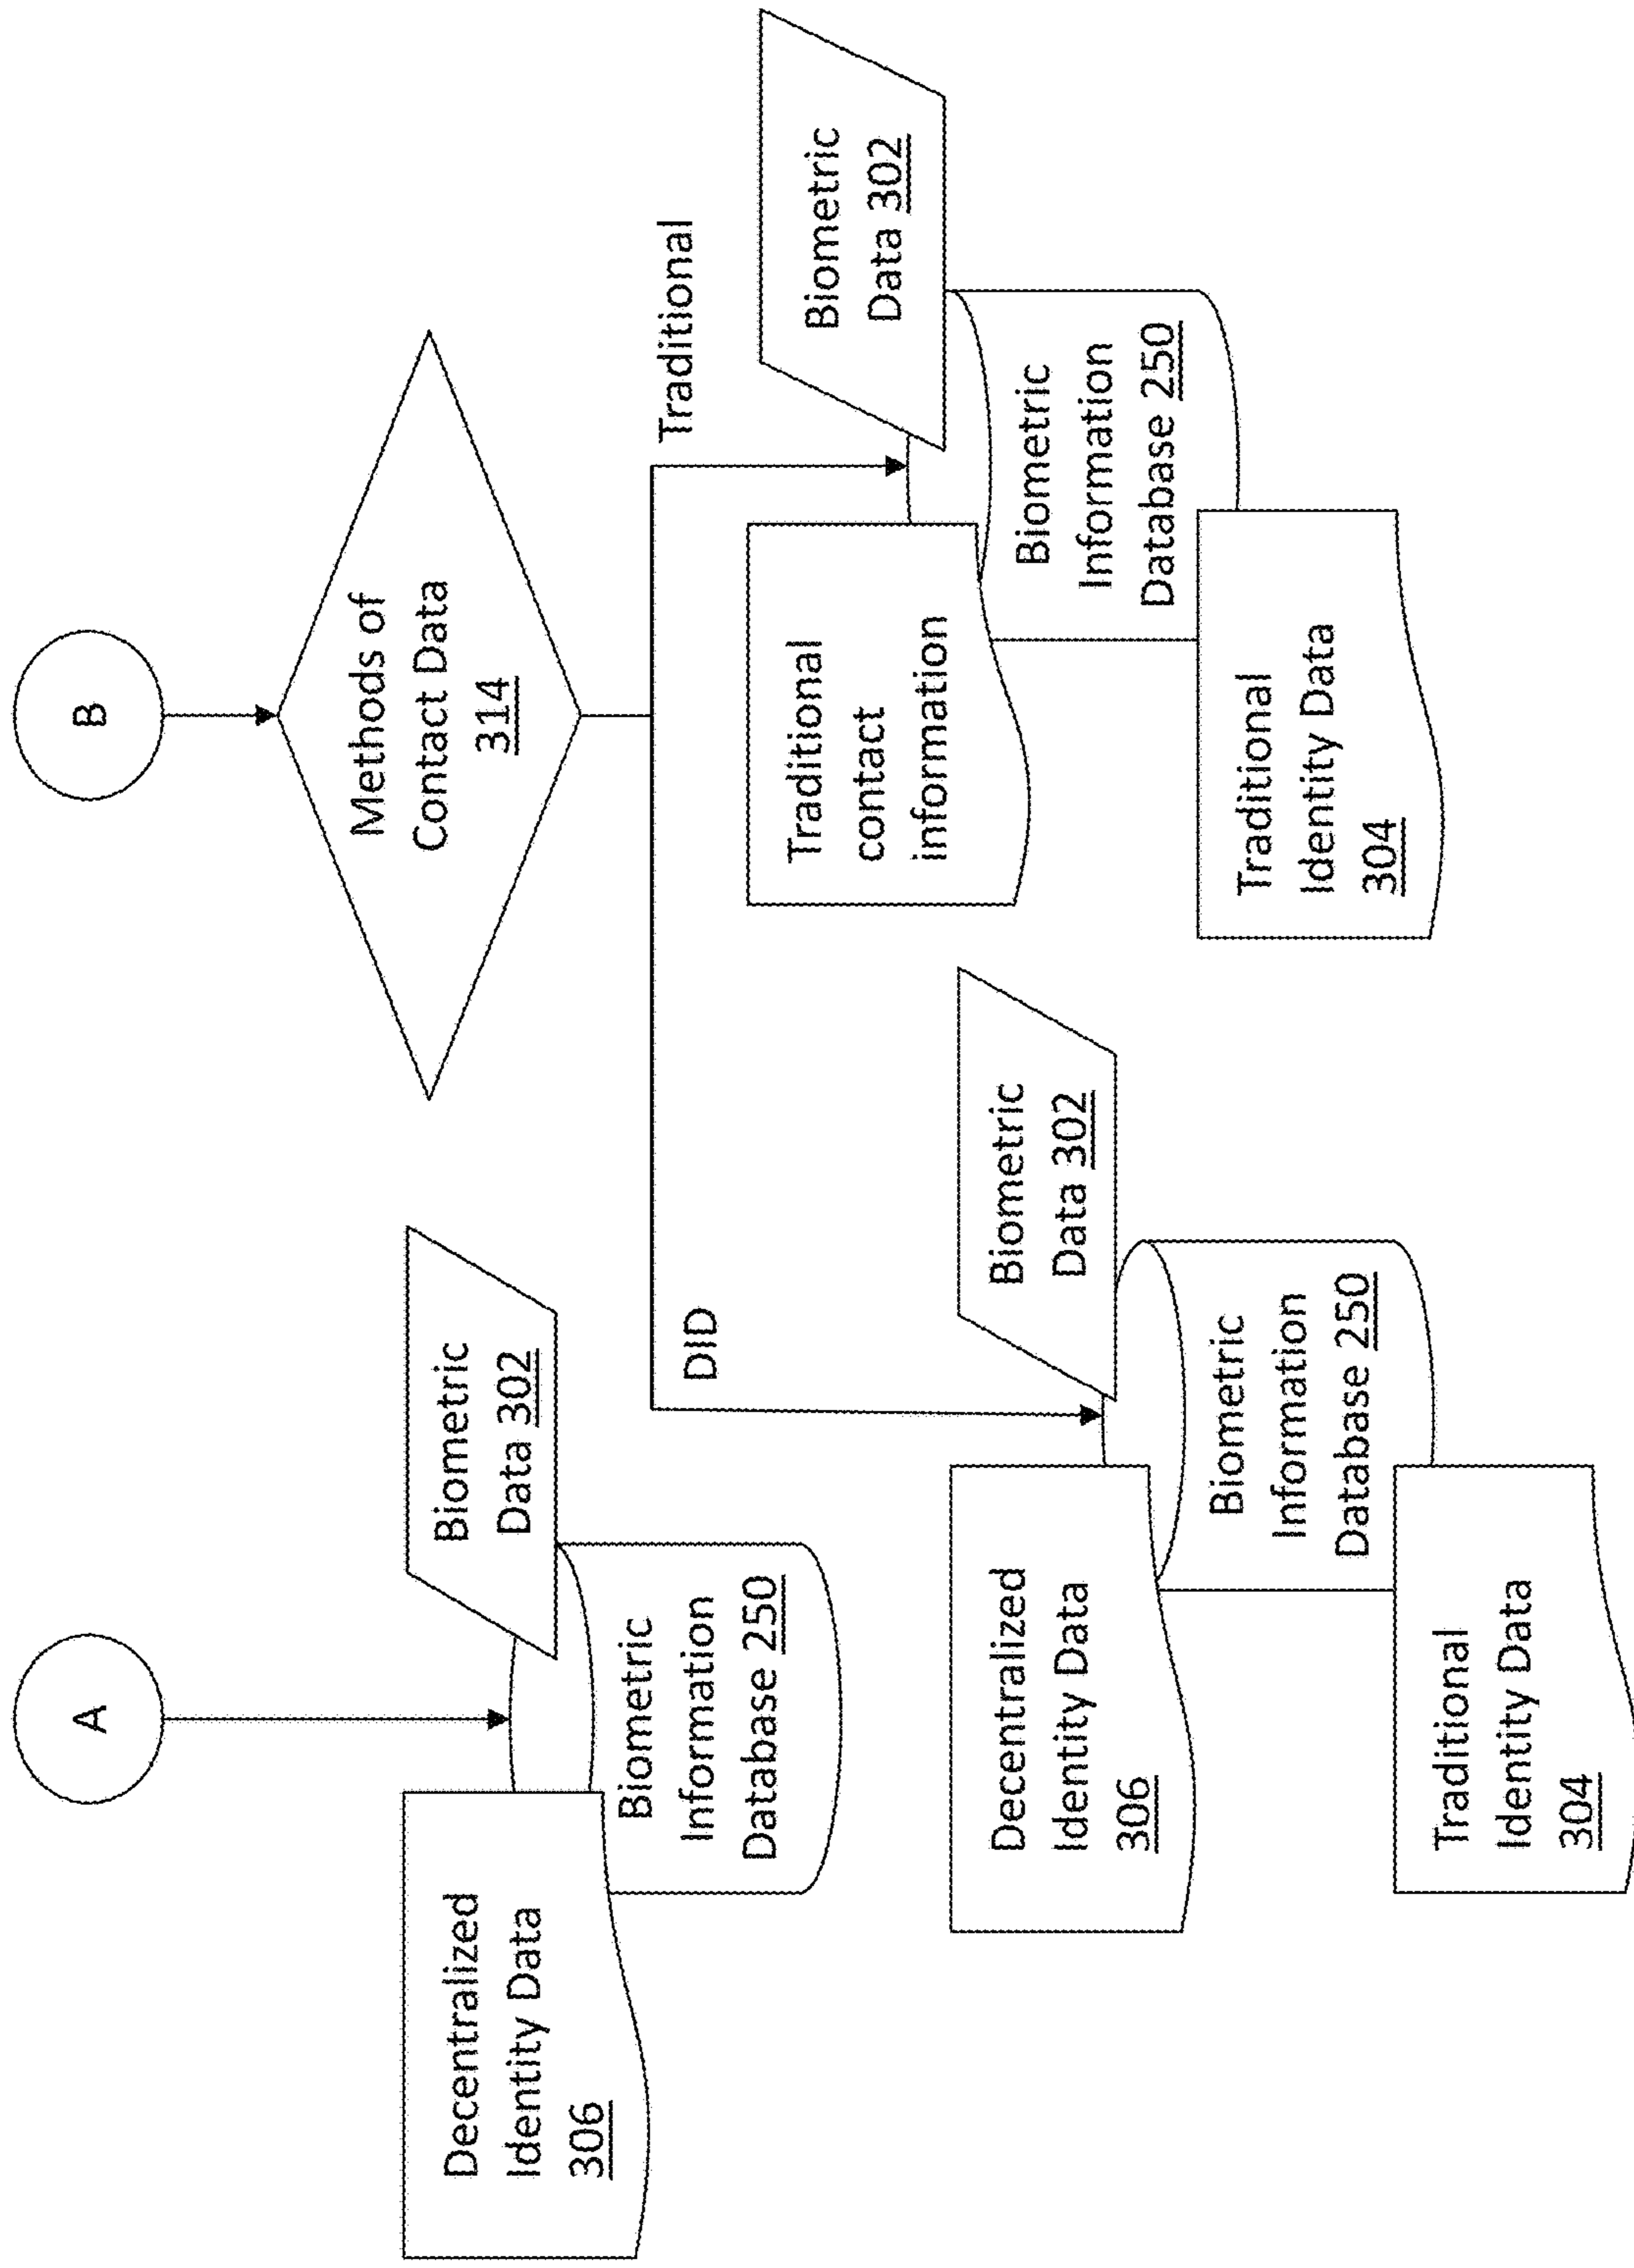 A
Decentralized
Identity Data
306
Biometric
Data 302
Biometric
Information
Database 250
B
Methods of
Contact Data
314
DID
Traditional
Decentralized
Identity Data
306
Biometric
Data 302
Biometric
Information
Database 250
Traditional
Identity Data
304
Traditional
contact
information
Biometric
Data 302
Biometric
Information
Database 250
Traditional
Identity Data
304